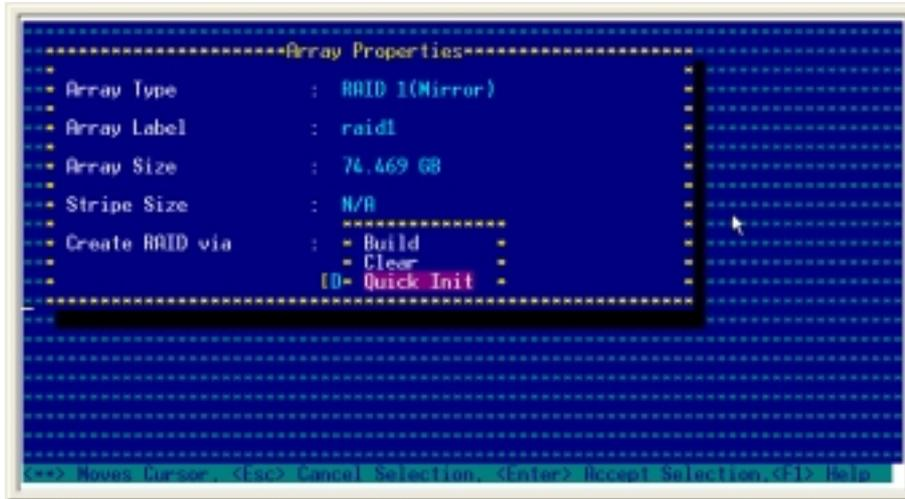 Array Properties
Array Type : RAID 1(Mirror)
Array Label : raid1
Array Size : 74.469 GB
Stripe Size : N/A
Create RAID via : Build
Clear
[D Quick Init
<**> Moves Cursor, <Esc> Cancel Selection, <Enter> Accept Selection,<F1> Help